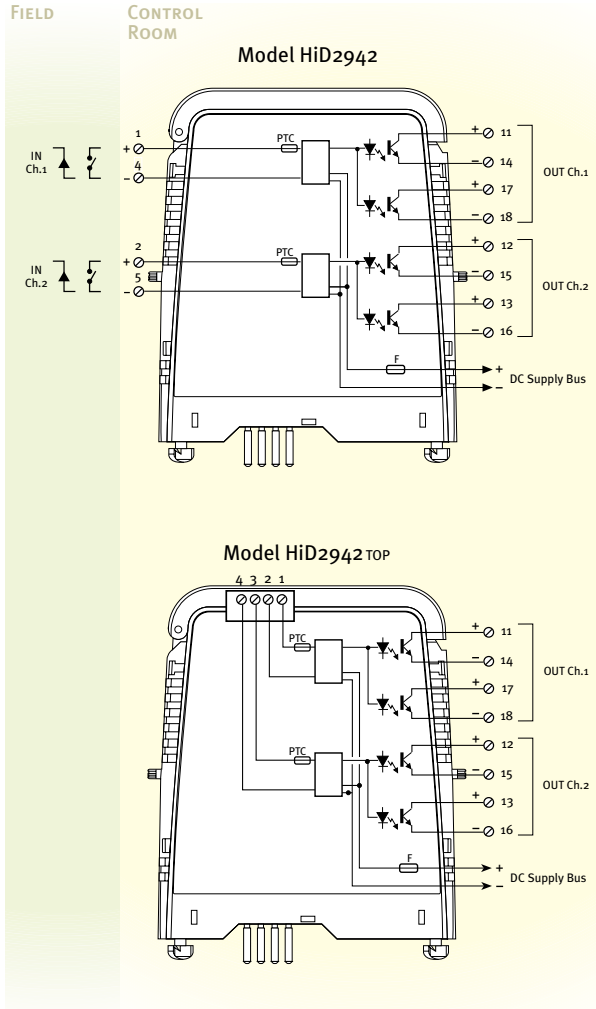 FIELD
CONTROL
ROOM
Model HiD2942
1
+
IN
Ch.1
4
-
PTC
+ 11
- 14
+ 17
- 18
OUT Ch.1
2
+
IN
Ch.2
5
-
PTC
+ 12
- 15
+ 13
- 16
OUT Ch.2
F
+
-
DC Supply Bus
Model HiD2942 TOP
4 3 2 1
PTC
+ 11
- 14
+ 17
- 18
OUT Ch.1
PTC
+ 12
- 15
+ 13
- 16
OUT Ch.2
F
+
-
DC Supply Bus